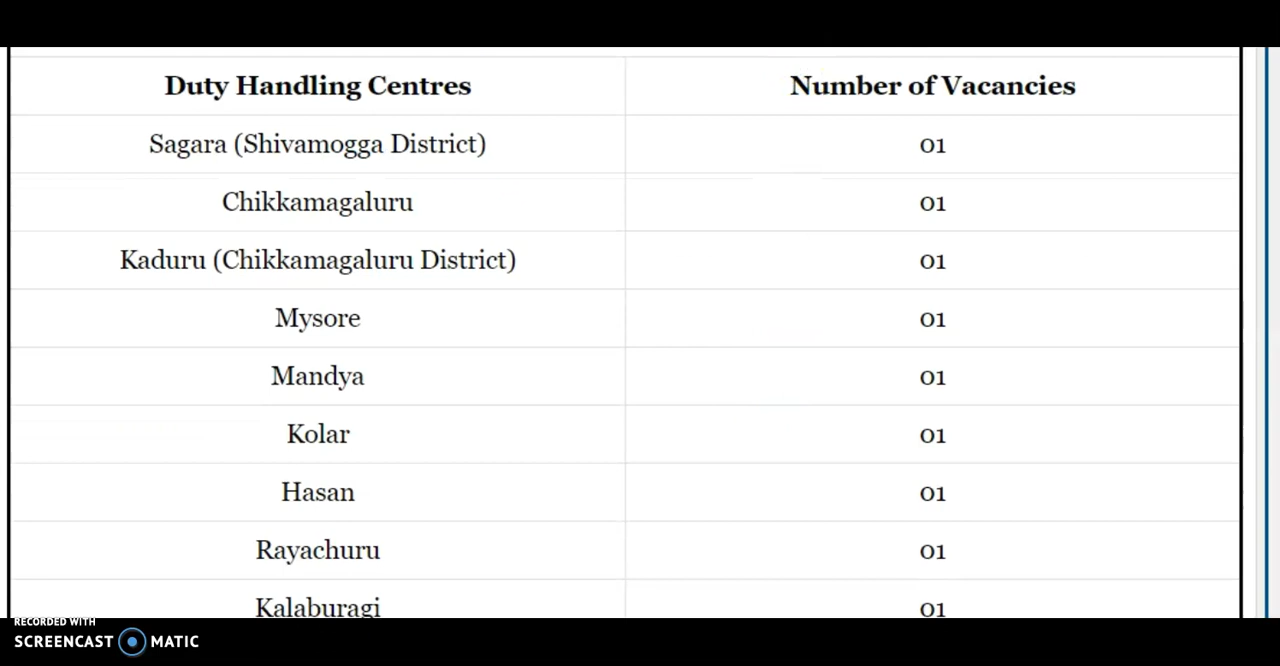 Duty Handling Centres Number of Vacancies
Sagara (Shivamogga District) 01
Chikkamagaluru 01
Kaduru (Chikkamagaluru District) 01
Mysore 01
Mandya 01
Kolar 01
Hasan 01
Rayachuru 01
Kalaburagi 01
RECORDED WITH
SCREENCAST MATIC